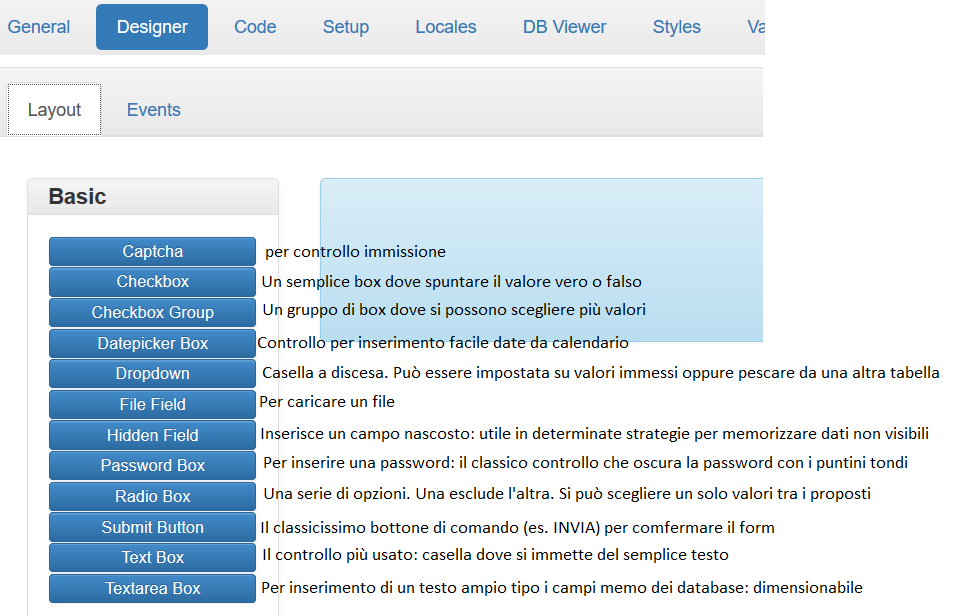 General Designer Code Setup Locales DB Viewer Styles Va
Layout Events
Basic
Captcha per controllo immissione
Checkbox Un semplice box dove spuntare il valore vero o falso
Checkbox Group Un gruppo di box dove si possono scegliere più valori
Datepicker Box Controllo per inserimento facile date da calendario
Dropdown Casella a discesa. Può essere impostata su valori immessi oppure pescare da una altra tabella
File Field Per caricare un file
Hidden Field Inserisce un campo nascosto: utile in determinate strategie per memorizzare dati non visibili
Password Box Per inserire una password: il classico controllo che oscura la password con i puntini tondi
Radio Box Una serie di opzioni. Una esclude l'altra. Si può scegliere un solo valori tra i proposti
Submit Button Il classicissimo bottone di comando (es. INVIA) per comfermare il form
Text Box Il controllo più usato: casella dove si immette del semplice testo
Textarea Box Per inserimento di un testo ampio tipo i campi memo dei database: dimensionabile